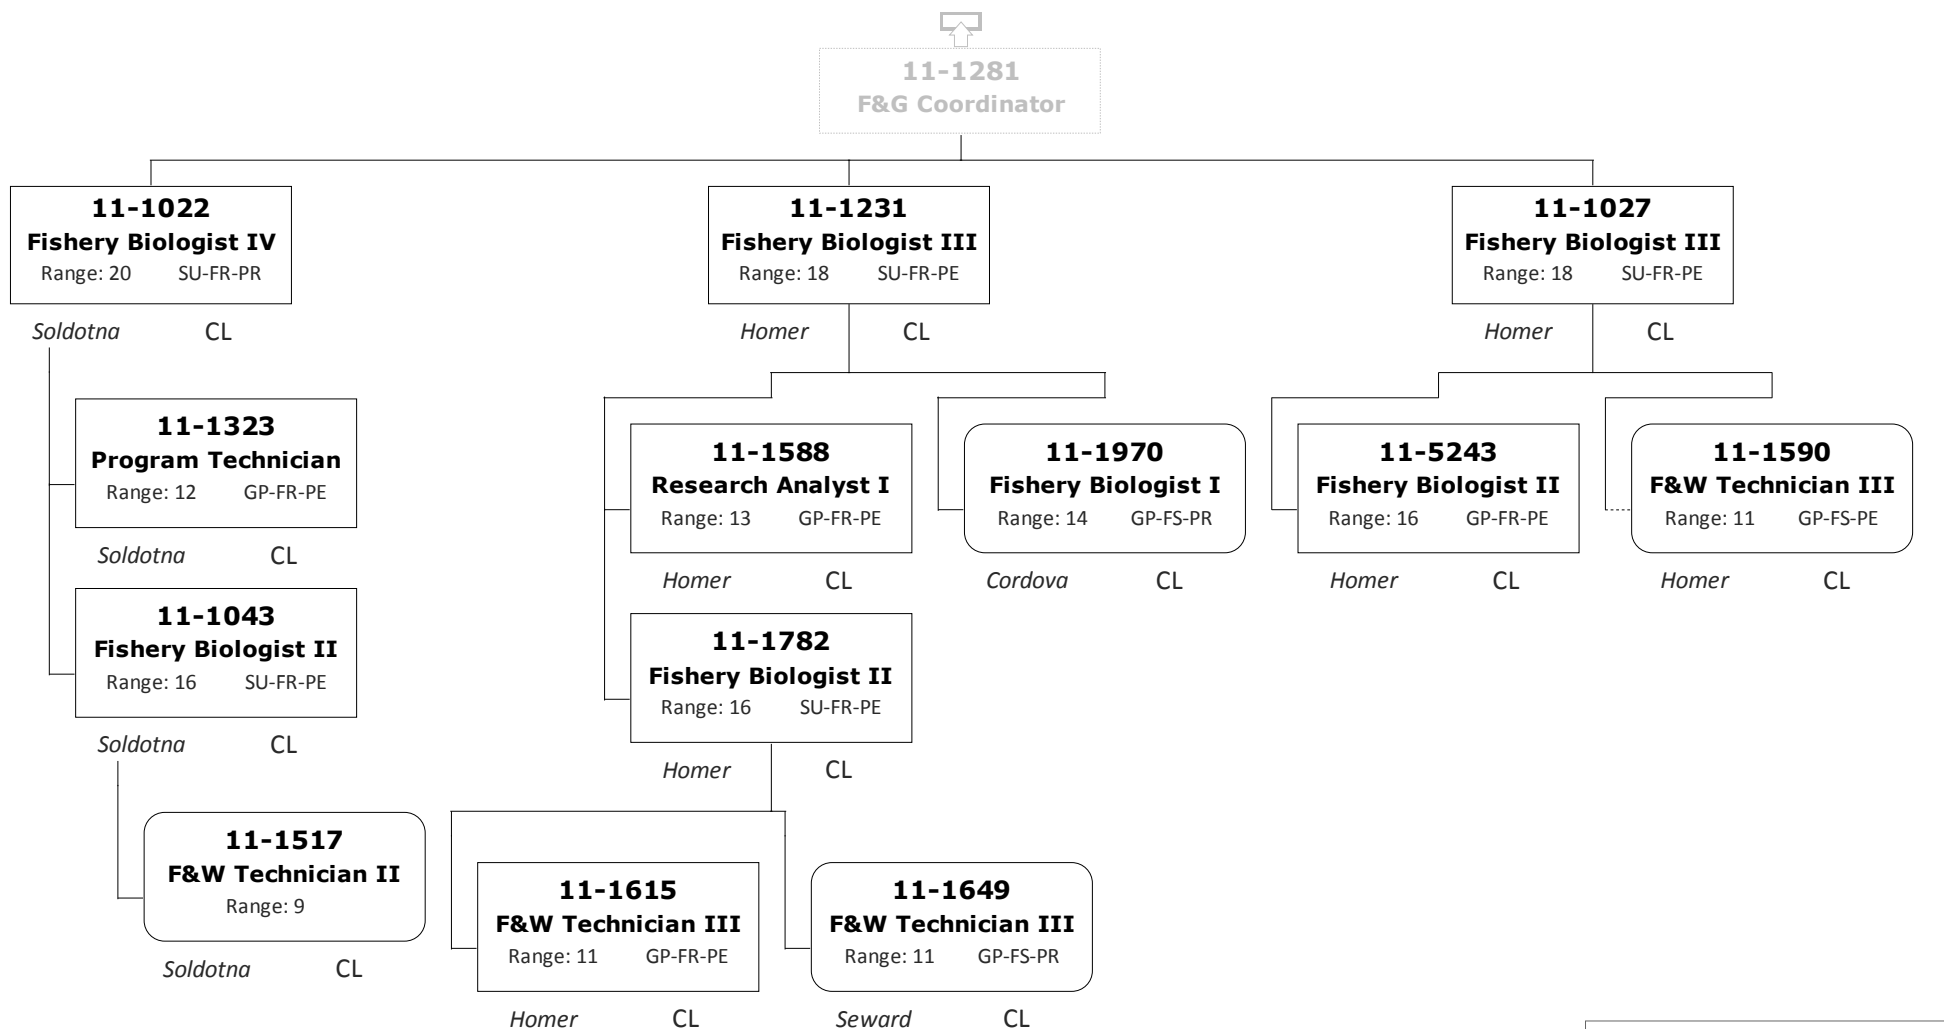 11-1281
F&G Coordinator
11-1022
Fishery Biologist IV
Range: 20 SU-FR-PR
Soldotna CL
11-1323
Program Technician
Range: 12 GP-FR-PE
Soldotna CL
11-1043
Fishery Biologist II
Range: 16 SU-FR-PE
Soldotna CL
11-1517
F&W Technician II
Range: 9
Soldotna CL
11-1231
Fishery Biologist III
Range: 18 SU-FR-PE
Homer CL
11-1588
Research Analyst I
Range: 13 GP-FR-PE
Homer CL
11-1782
Fishery Biologist II
Range: 16 SU-FR-PE
Homer CL
11-1615
F&W Technician III
Range: 11 GP-FR-PE
Homer CL
11-1649
F&W Technician III
Range: 11 GP-FS-PR
Seward CL
11-1970
Fishery Biologist I
Range: 14 GP-FS-PR
Cordova CL
11-1027
Fishery Biologist III
Range: 18 SU-FR-PE
Homer CL
11-5243
Fishery Biologist II
Range: 16 GP-FR-PE
Homer CL
11-1590
F&W Technician III
Range: 11 GP-FS-PE
Homer CL